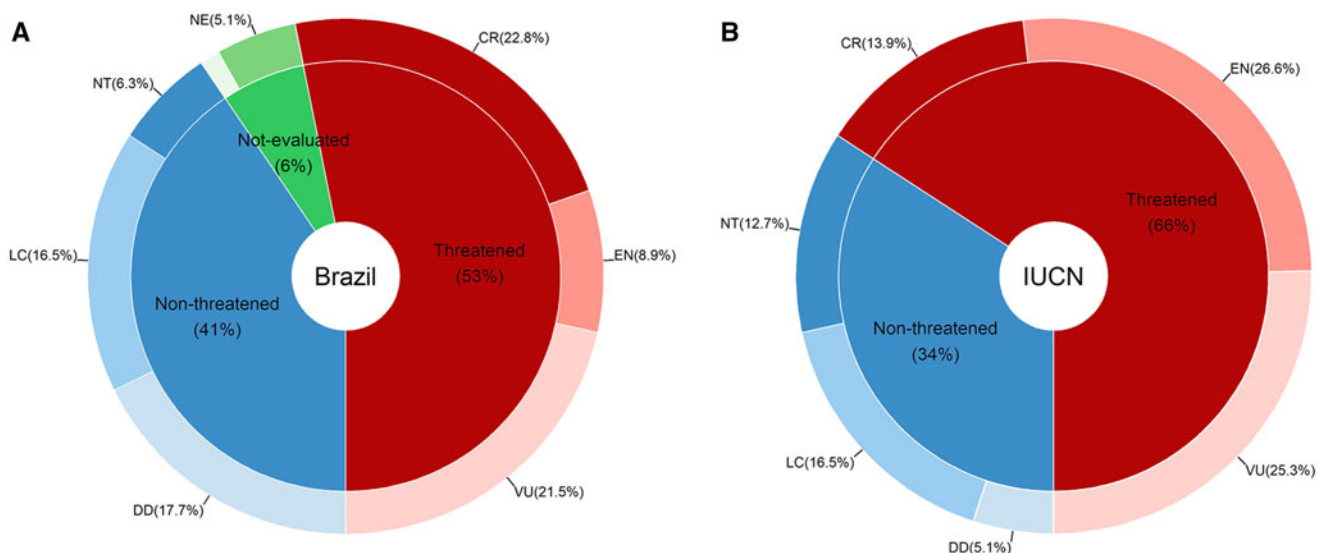 A
NE(5.1%)
CR(22.8%)
NT(6.3%)
Not-evaluated
(6%)
LC(16.5%)
Threatened
(53%)
EN(8.9%)
Brazil
Non-threatened
(41%)
DD(17.7%)
VU(21.5%)
B
CR(13.9%)
EN(26.6%)
Threatened
(66%)
NT(12.7%)
IUCN
Non-threatened
(34%)
LC(16.5%)
VU(25.3%)
DD(5.1%)